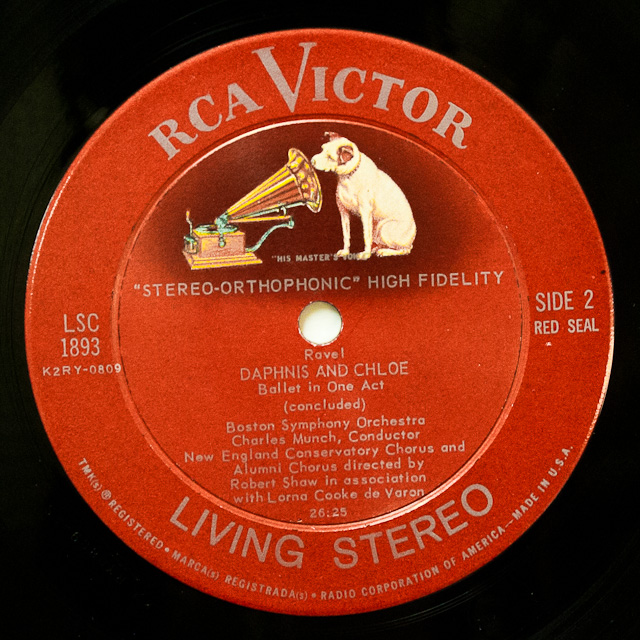 RCA VICTOR
"HIS MASTER'S VOICE"
"STEREO-ORTHOPHONIC" HIGH FIDELITY
LSC
1893
K2RY-0809
SIDE 2
RED SEAL
Ravel
DAPHNIS AND CHLOE
Ballet in One Act
(concluded)
Boston Symphony Orchestra
Charles Munch, Conductor
New England Conservatory Chorus and
Alumni Chorus directed by
Robert Shaw in association
with Lorna Cooke de Varon
26:25
LIVING STEREO
TMK(s) ® REGISTERED • MARCA(s) REGISTRADA(s) • RADIO CORPORATION OF AMERICA—MADE IN U.S.A.